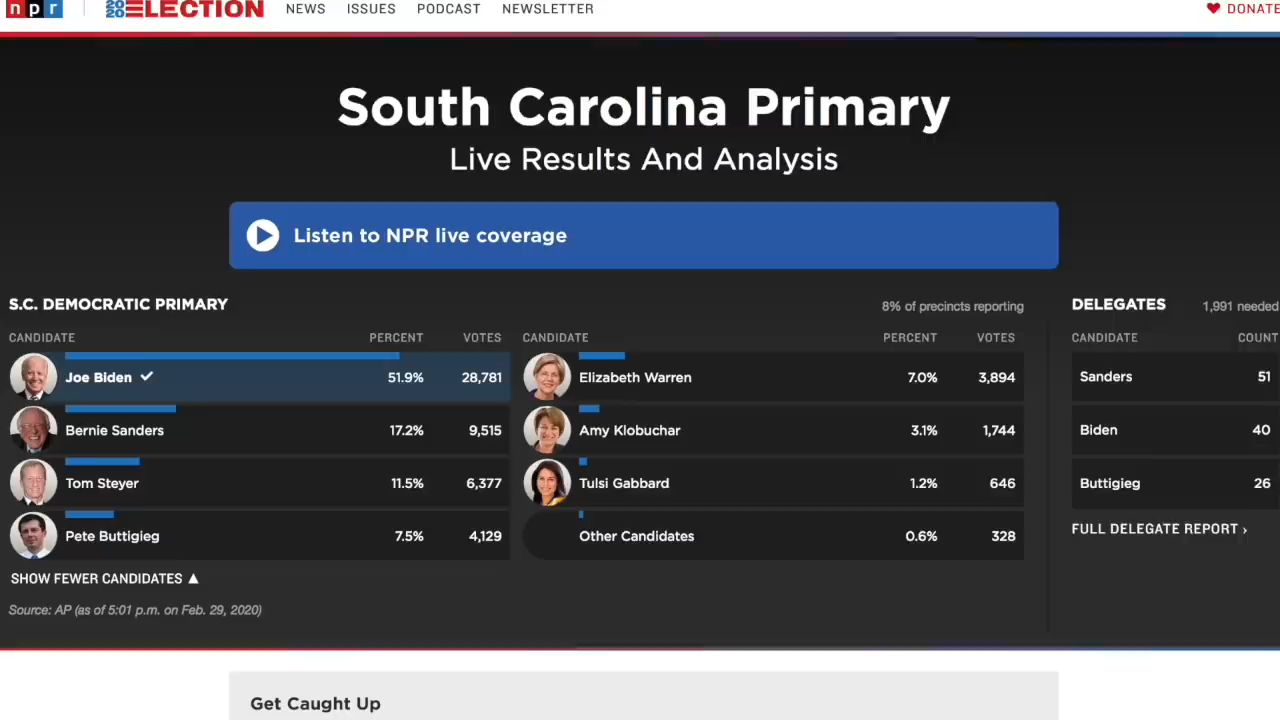 npr 2020 ELECTION NEWS ISSUES PODCAST NEWSLETTER DONATE
South Carolina Primary
Live Results And Analysis
Listen to NPR live coverage
S.C. DEMOCRATIC PRIMARY 8% of precincts reporting DELEGATES 1,991 needed
CANDIDATE PERCENT VOTES CANDIDATE PERCENT VOTES CANDIDATE COUNT
Joe Biden ✓ 51.9% 28,781 Elizabeth Warren 7.0% 3,894 Sanders 51
Bernie Sanders 17.2% 9,515 Amy Klobuchar 3.1% 1,744 Biden 40
Tom Steyer 11.5% 6,377 Tulsi Gabbard 1.2% 646 Buttigieg 26
Pete Buttigieg 7.5% 4,129 Other Candidates 0.6% 328 FULL DELEGATE REPORT ›
SHOW FEWER CANDIDATES ▲
Source: AP (as of 5:01 p.m. on Feb. 29, 2020)
Get Caught Up